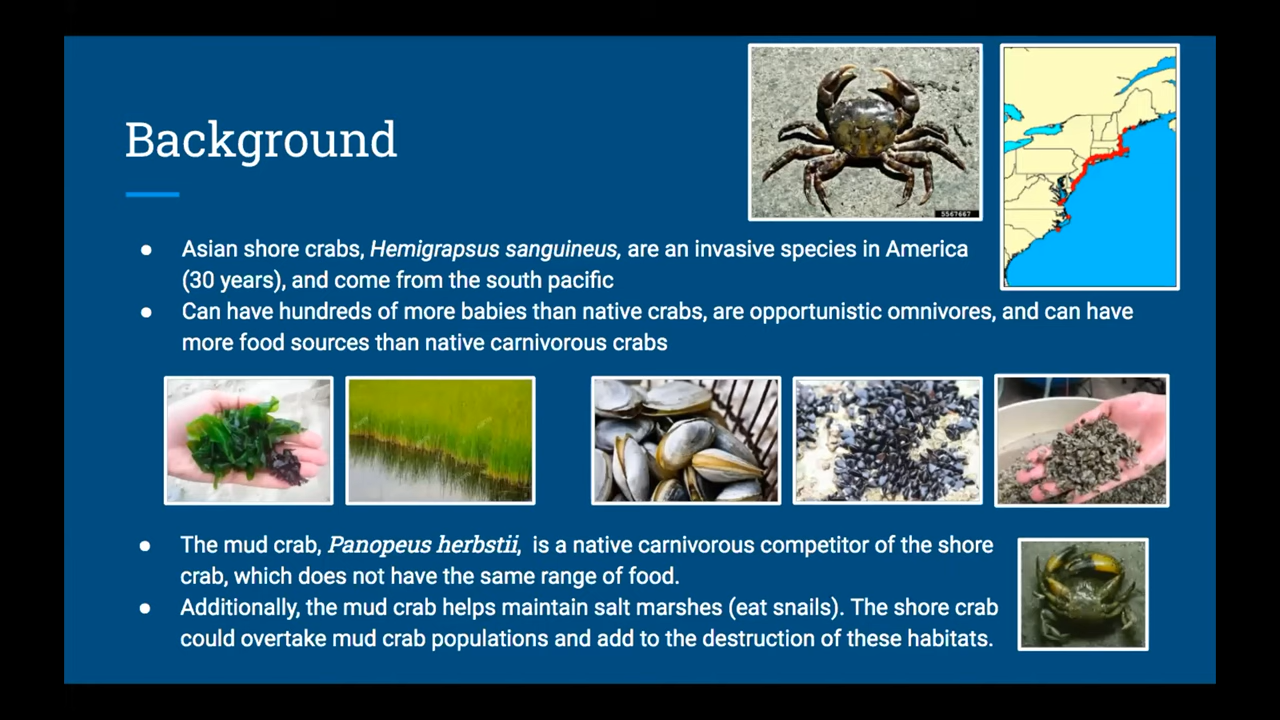 5567667
Background
● Asian shore crabs, Hemigrapsus sanguineus, are an invasive species in America
(30 years), and come from the south pacific
● Can have hundreds of more babies than native crabs, are opportunistic omnivores, and can have
more food sources than native carnivorous crabs
● The mud crab, Panopeus herbstii, is a native carnivorous competitor of the shore
crab, which does not have the same range of food.
● Additionally, the mud crab helps maintain salt marshes (eat snails). The shore crab
could overtake mud crab populations and add to the destruction of these habitats.